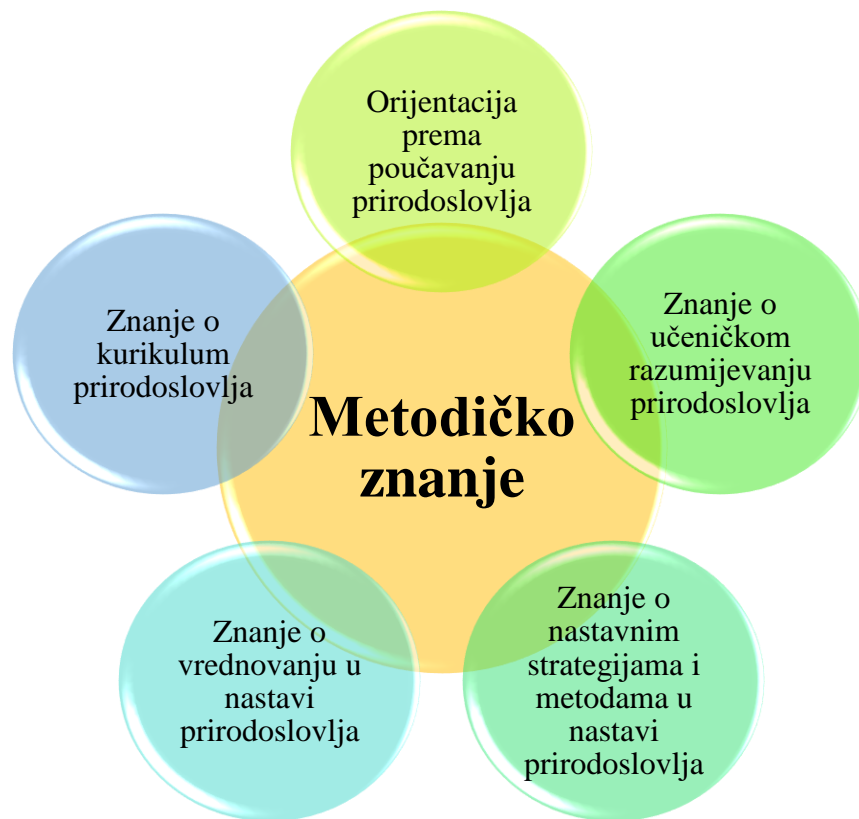 Orijentacija
prema
poučavanju
prirodoslovlja
Znanje o
učeničkom
razumijevanju
prirodoslovlja
Znanje o
nastavnim
strategijama i
metodama u
nastavi
prirodoslovlja
Znanje o
vrednovanju u
nastavi
prirodoslovlja
Znanje o
kurikulum
prirodoslovlja
Metodičko
znanje